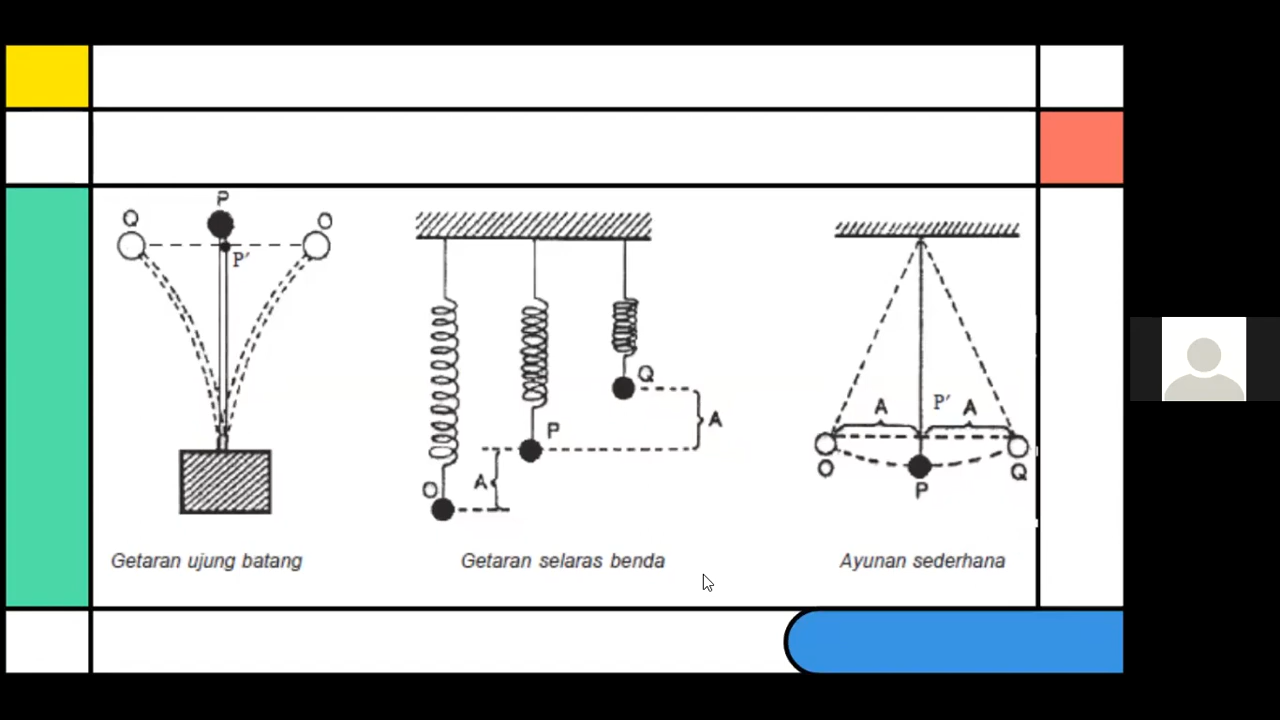 P
Q
O
P′
Getaran ujung batang
Q
A
P
A
O
Getaran selaras benda
P′
A
A
O
Q
P
Ayunan sederhana